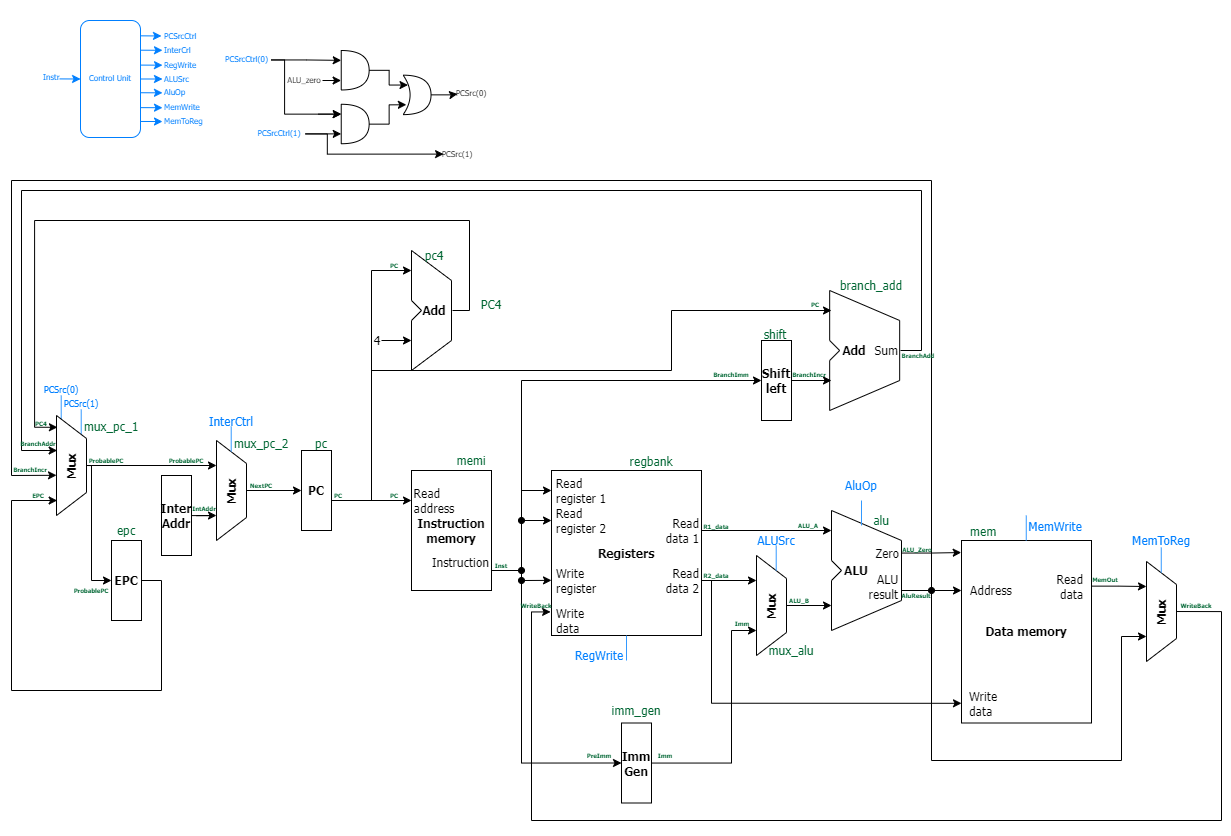 PCSrcCtrl
InterCrl
RegWrite
Instr
Control Unit
ALUSrc
AluOp
MemWrite
MemToReg
PCSrcCtrl(0)
ALU_zero
PCSrc(0)
PCSrcCtrl(1)
PCSrc(1)
pc4
PC
Add
PC4
4
branch_add
PC
Add
Sum
BranchAdd
shift
Shift
left
BranchImm
BranchIncr
PCSrc(0)
PCSrc(1)
mux_pc_1
PC4
BranchAddr
BranchIncr
EPC
Mux
ProbablePC
ProbablePC
InterCtrl
mux_pc_2
Mux
NextPC
Inter
Addr
IntAddr
pc
PC
PC
PC
epc
EPC
ProbablePC
memi
Read
address
Instruction
memory
Instruction
Inst
regbank
Read
register 1
Read
register 2
Registers
Write
register
Write
data
WriteBack
Read
data 1
Read
data 2
R1_data
R2_data
RegWrite
ALU_A
ALUSrc
Mux
ALU_B
Imm
mux_alu
AluOp
alu
Zero
ALU
ALU
result
ALU_Zero
AluResult
mem
MemWrite
Address
Read
data
Data memory
Write
data
MemOut
MemToReg
Mux
WriteBack
imm_gen
PreImm
Imm
Gen
Imm